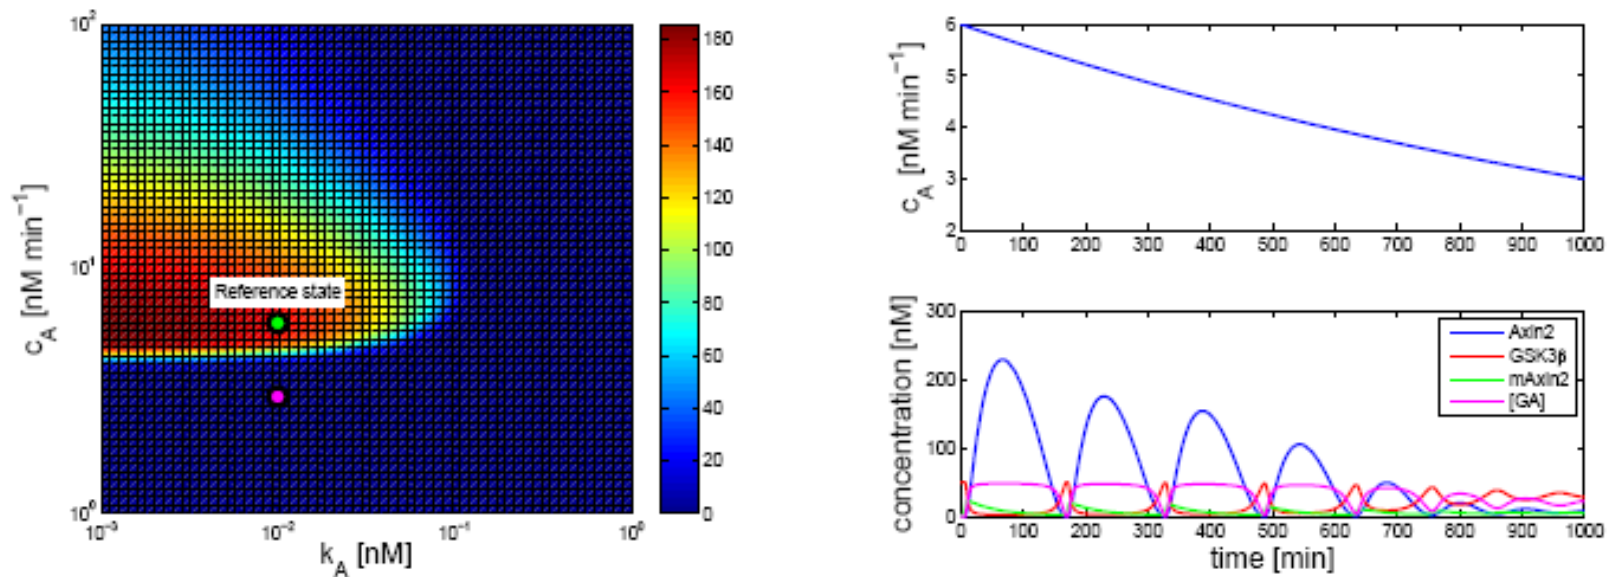 10²
10¹
10⁰
c_A [nM min⁻¹]
Reference state
10⁻³
10⁻²
10⁻¹
10⁰
k_A [nM]
180
160
140
120
100
80
60
40
20
0
6
5
4
3
2
c_A [nM min⁻¹]
0 100 200 300 400 500 600 700 800 900 1000
300
200
100
0
concentration [nM]
Axin2
GSK3β
mAxin2
[GA]
0 100 200 300 400 500 600 700 800 900 1000
time [min]